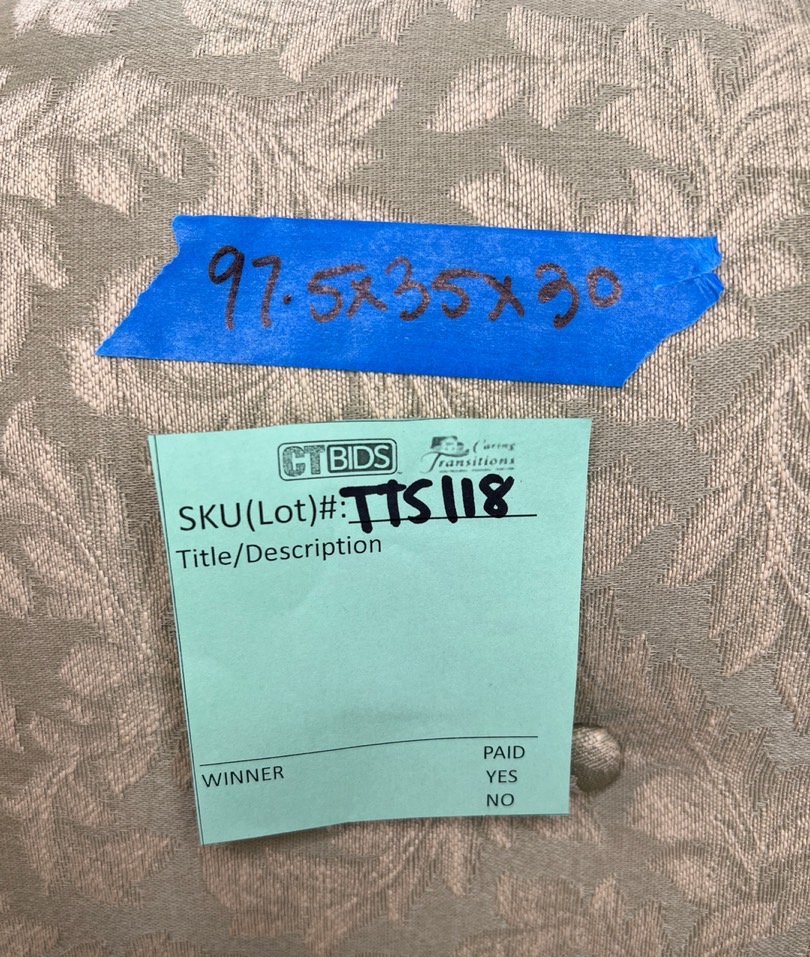 97.5x35x30
CTBIDS Caring
Transitions
SKU(Lot)#: TTS118
Title/Description
PAID
WINNER YES
NO